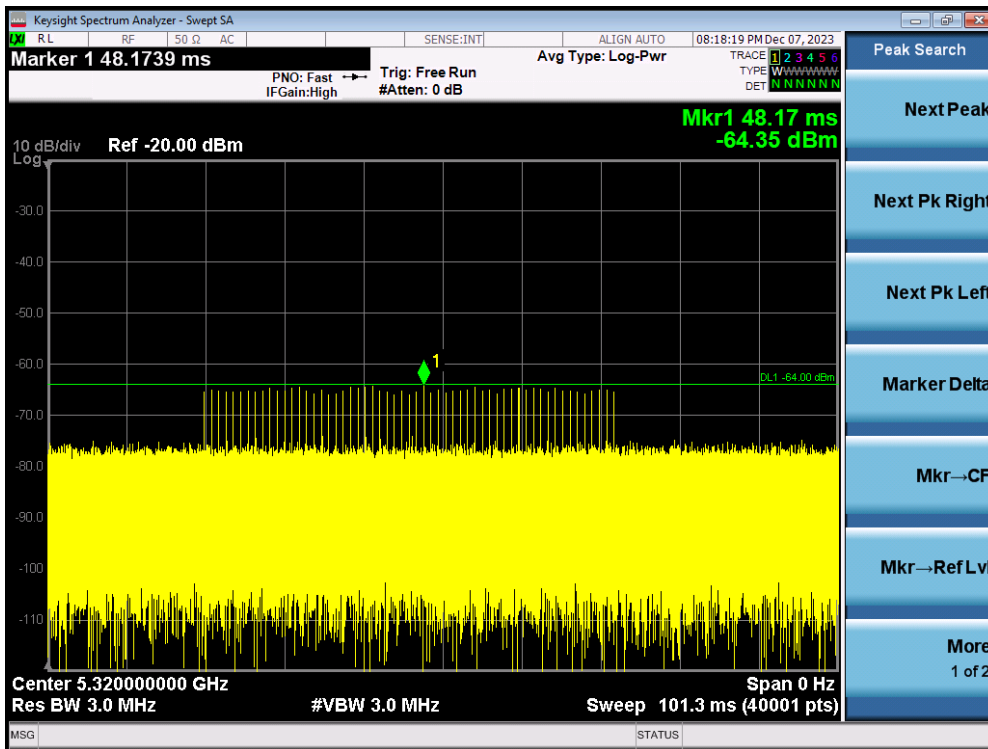 Keysight Spectrum Analyzer - Swept SA
LXI RL RF 50 Ω AC SENSE:INT ALIGN AUTO 08:18:19 PM Dec 07, 2023
Marker 1 48.1739 ms
PNO: Fast
IFGain:High
Trig: Free Run
#Atten: 0 dB
Avg Type: Log-Pwr
TRACE 1 2 3 4 5 6
TYPE WWWWWW
DET N N N N N N
Mkr1 48.17 ms
-64.35 dBm
10 dB/div Ref -20.00 dBm
Log
-30.0
-40.0
-50.0
-60.0
1
DL1 -64.00 dBm
-70.0
-80.0
-90.0
-100
-110
Center 5.320000000 GHz Span 0 Hz
Res BW 3.0 MHz #VBW 3.0 MHz Sweep 101.3 ms (40001 pts)
MSG STATUS
Peak Search
Next Peak
Next Pk Right
Next Pk Left
Marker Delta
Mkr→CF
Mkr→Ref Lvl
More
1 of 2